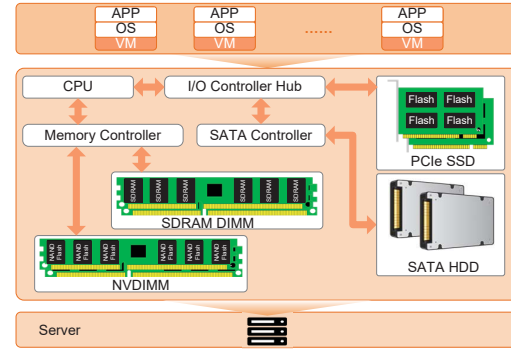 APP APP APP
OS OS ...... OS
VM VM VM
CPU I/O Controller Hub
Memory Controller SATA Controller
Flash Flash
Flash Flash
PCIe SSD
SDRAM SDRAM SDRAM SDRAM SDRAM SDRAM
SDRAM DIMM
NAND Flash NAND Flash NAND Flash NAND Flash NAND Flash NAND Flash
NVDIMM
SATA HDD
Server